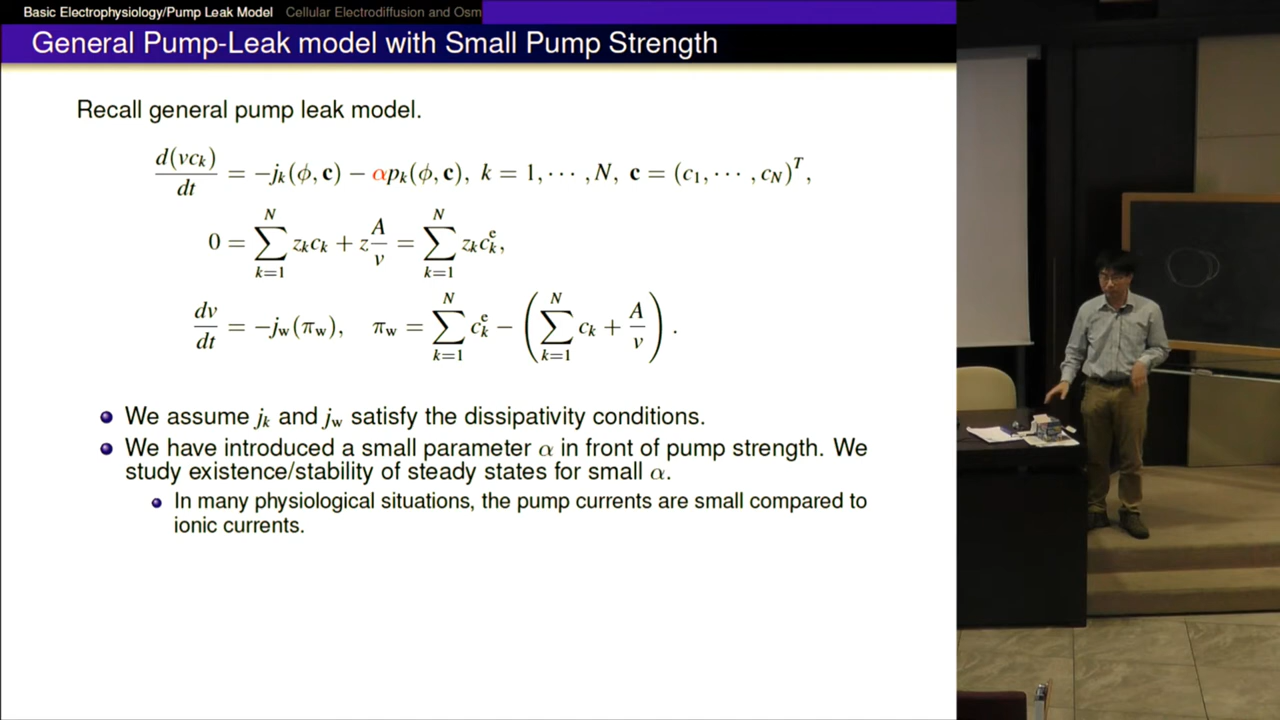 Basic Electrophysiology/Pump Leak Model Cellular Electrodiffusion and Osm
General Pump-Leak model with Small Pump Strength
Recall general pump leak model.
d(vc_k)/dt = −j_k(ϕ, c) − αp_k(ϕ, c), k = 1, ⋯ , N, c = (c_1, ⋯ , c_N)^T,
0 = ∑_{k=1}^{N} z_k c_k + z A/v = ∑_{k=1}^{N} z_k c_k^e,
dv/dt = −j_w(π_w), π_w = ∑_{k=1}^{N} c_k^e − (∑_{k=1}^{N} c_k + A/v).
We assume j_k and j_w satisfy the dissipativity conditions.
We have introduced a small parameter α in front of pump strength. We
study existence/stability of steady states for small α.
In many physiological situations, the pump currents are small compared to
ionic currents.